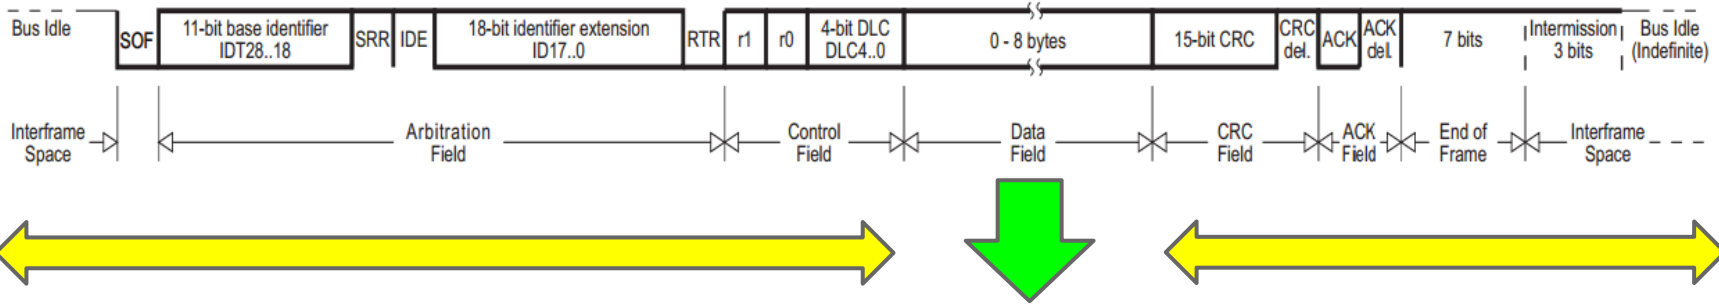 Bus Idle
SOF
11-bit base identifier
IDT28..18
SRR
IDE
18-bit identifier extension
ID17..0
RTR
r1
r0
4-bit DLC
DLC4..0
0 - 8 bytes
15-bit CRC
CRC
del.
ACK
ACK
del.
7 bits
Intermission
3 bits
Bus Idle
(Indefinite)
Interframe
Space
Arbitration
Field
Control
Field
Data
Field
CRC
Field
ACK
Field
End of
Frame
Interframe
Space